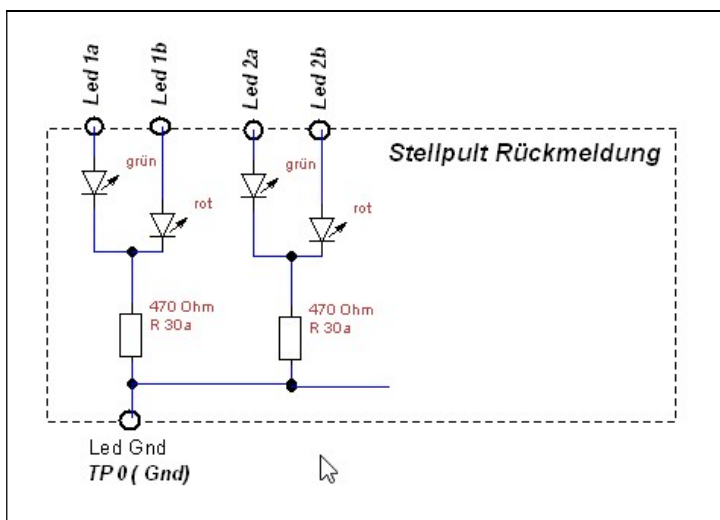 Led 1a
Led 1b
Led 2a
Led 2b
Stellpult Rückmeldung
grün
rot
grün
rot
470 Ohm
R 30a
470 Ohm
R 30a
Led Gnd
TP 0 ( Gnd)